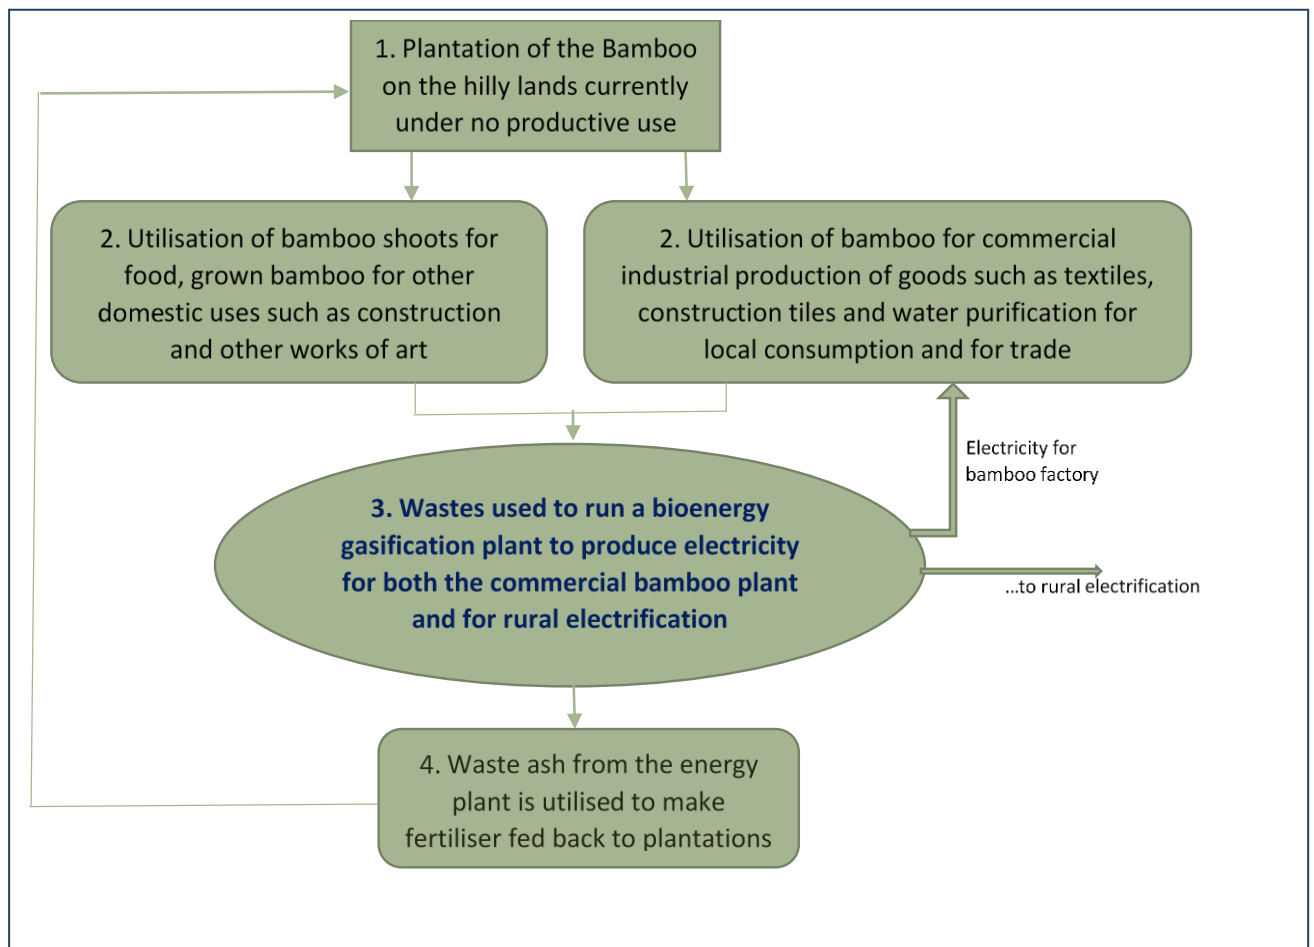 1. Plantation of the Bamboo
on the hilly lands currently
under no productive use
2. Utilisation of bamboo shoots for
food, grown bamboo for other
domestic uses such as construction
and other works of art
2. Utilisation of bamboo for commercial
industrial production of goods such as textiles,
construction tiles and water purification for
local consumption and for trade
Electricity for
bamboo factory
3. Wastes used to run a bioenergy
gasification plant to produce electricity
for both the commercial bamboo plant
and for rural electrification
...to rural electrification
4. Waste ash from the energy
plant is utilised to make
fertiliser fed back to plantations